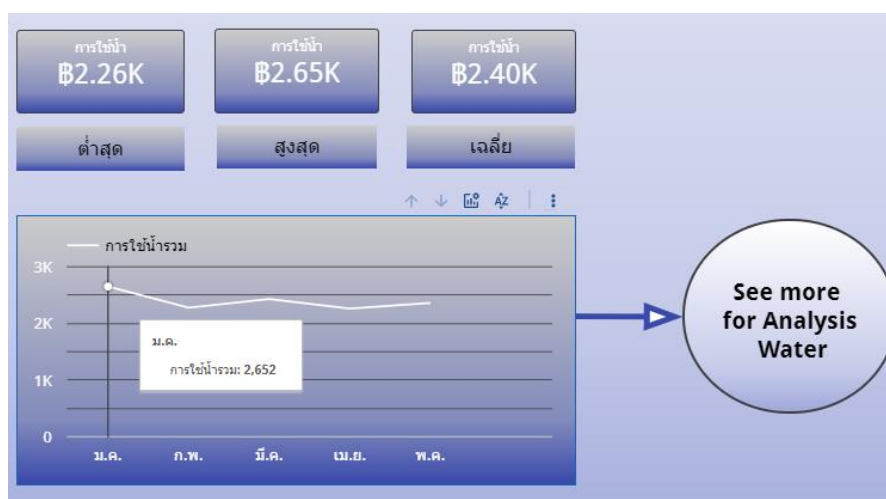 การใช้น้ำ
฿2.26K
การใช้น้ำ
฿2.65K
การใช้น้ำ
฿2.40K
ต่ำสุด
สูงสุด
เฉลี่ย
การใช้น้ำรวม
3K
2K
ม.ค.
การใช้น้ำรวม: 2,652
1K
0
ม.ค. ก.พ. มี.ค. เม.ย. พ.ค.
See more
for Analysis
Water